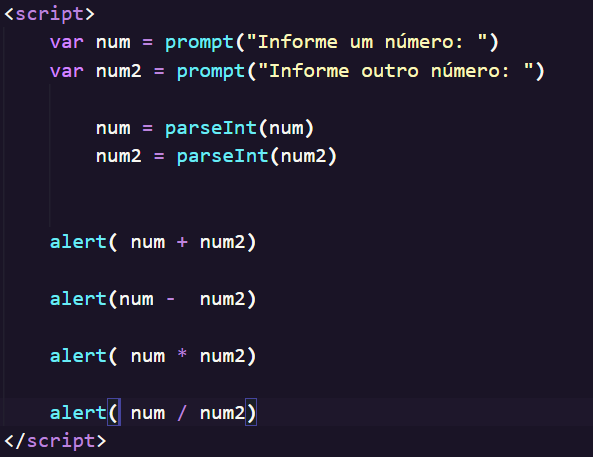 <script>
var num = prompt("Informe um número: ")
var num2 = prompt("Informe outro número: ")
num = parseInt(num)
num2 = parseInt(num2)
alert( num + num2)
alert(num -  num2)
alert( num * num2)
alert( num / num2)
</script>